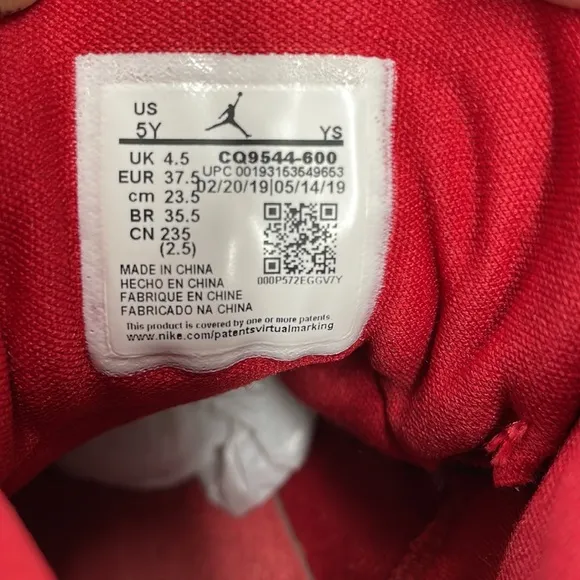 US
5Y YS
UK 4.5 CQ9544-600
EUR 37.5 UPC 00193153549653
cm 23.5 02/20/19|05/14/19
BR 35.5
CN 235
(2.5)
000P572EGGV7Y
MADE IN CHINA
HECHO EN CHINA
FABRIQUE EN CHINE
FABRICADO NA CHINA
This product is covered by one or more patents
www.nike.com/patentsvirtualmarking